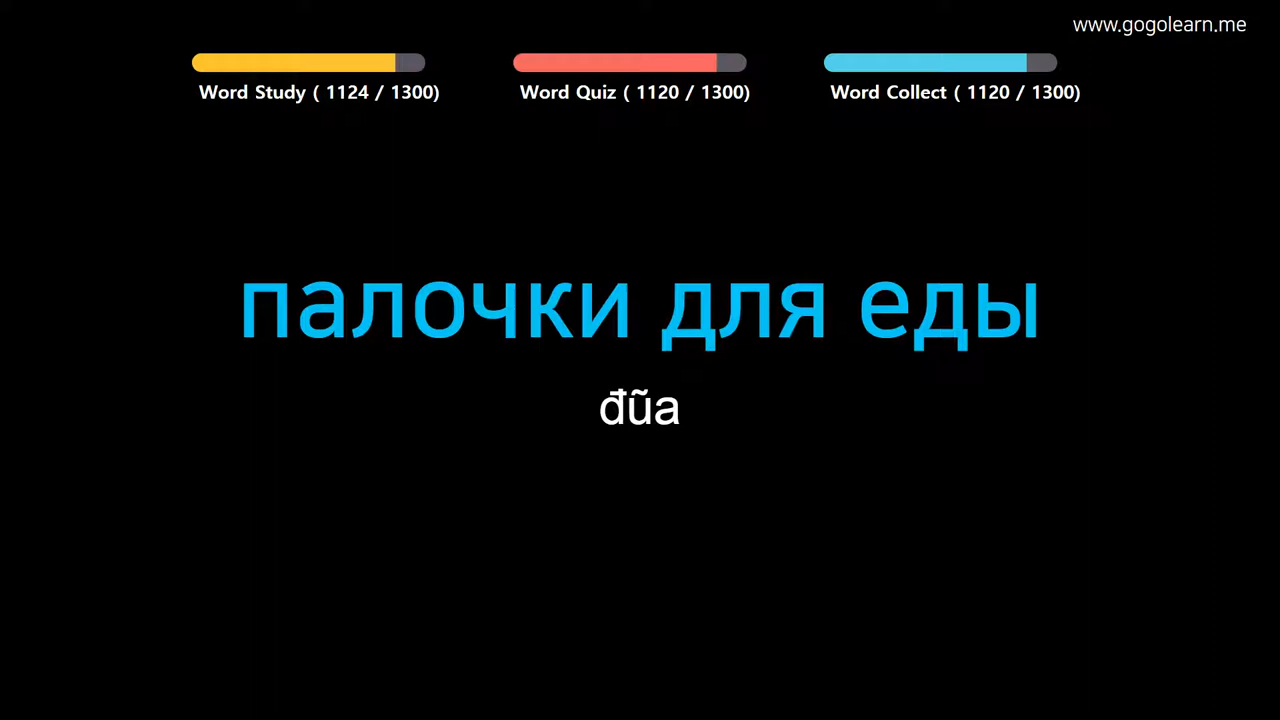 www.gogolearn.me
Word Study ( 1124 / 1300)
Word Quiz ( 1120 / 1300)
Word Collect ( 1120 / 1300)
палочки для еды
đũa